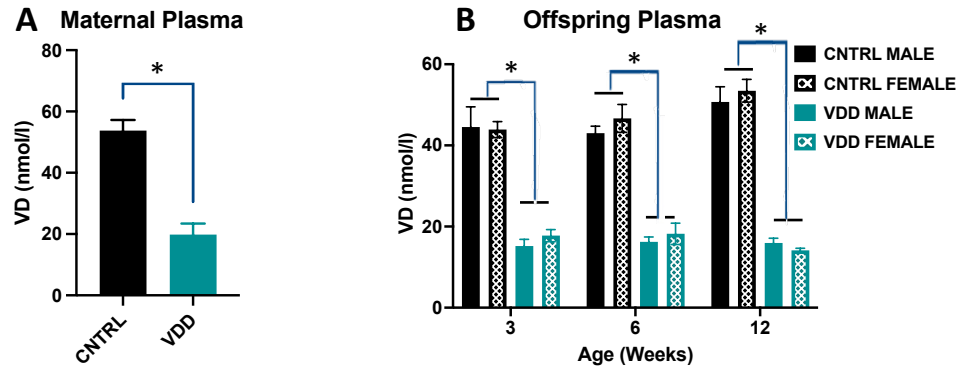 A Maternal Plasma
VD (nmol/l)
80
60
40
20
0
*
CNTRL
VDD
B Offspring Plasma
VD (nmol/l)
60
40
20
0
*
*
*
3
6
12
Age (Weeks)
CNTRL MALE
CNTRL FEMALE
VDD MALE
VDD FEMALE